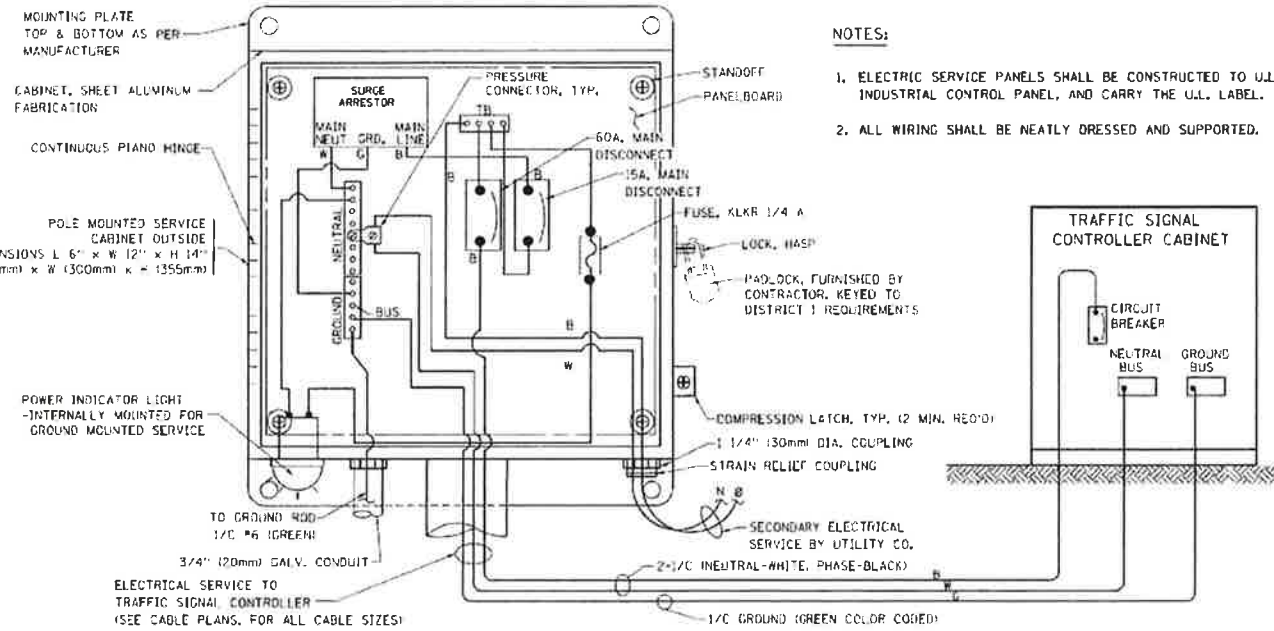 MOUNTING PLATE
TOP & BOTTOM AS PER
MANUFACTURER
CABINET, SHEET ALUMINUM
FABRICATION
CONTINUOUS PIANO HINGE
POLE MOUNTED SERVICE
CABINET OUTSIDE
NSIONS L 6" x W 12" x H 14"
mm) x W (300mm) x H (355mm)
POWER INDICATOR LIGHT
-INTERNALLY MOUNTED FOR
GROUND MOUNTED SERVICE
SURGE
ARRESTOR
MAIN
NEUT
GRD.
MAIN
LINE
W
G
B
NEUTRAL
GROUND
BUS
PRESSURE
CONNECTOR, TYP.
TB
60A. MAIN
DISCONNECT
15A. MAIN
DISCONNECT
B
B
B
B
W
FUSE, KLKR 1/4 A
STANDOFF
PANELBOARD
LOCK, HASP
PADLOCK, FURNISHED BY
CONTRACTOR. KEYED TO
DISTRICT 1 REQUIREMENTS
COMPRESSION LATCH, TYP. (2 MIN. REQ'D)
1 1/4" (30mm) DIA. COUPLING
STRAIN RELIEF COUPLING
N Ø
SECONDARY ELECTRICAL
SERVICE BY UTILITY CO.
TO GROUND ROD
1/C #6 (GREEN)
3/4" (20mm) GALV. CONDUIT
ELECTRICAL SERVICE TO
TRAFFIC SIGNAL CONTROLLER
(SEE CABLE PLANS, FOR ALL CABLE SIZES)
2-1/C (NEUTRAL-WHITE, PHASE-BLACK)
1/C GROUND (GREEN COLOR CODED)
B
W
G
NOTES:
1. ELECTRIC SERVICE PANELS SHALL BE CONSTRUCTED TO U.L
INDUSTRIAL CONTROL PANEL, AND CARRY THE U.L. LABEL.
2. ALL WIRING SHALL BE NEATLY DRESSED AND SUPPORTED.
TRAFFIC SIGNAL
CONTROLLER CABINET
CIRCUIT
BREAKER
NEUTRAL
BUS
GROUND
BUS